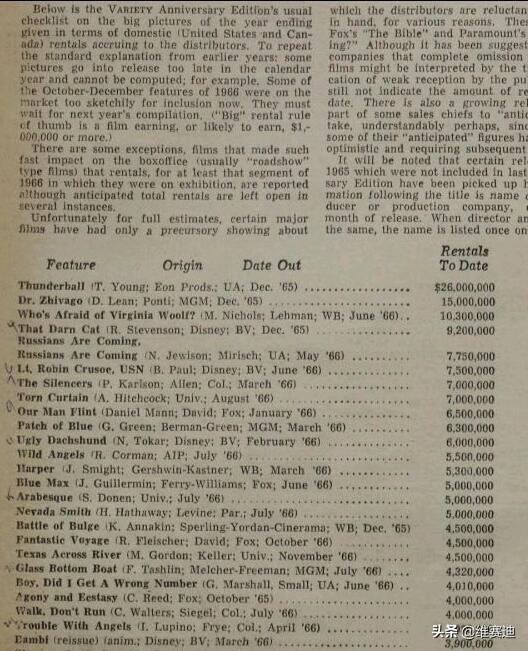 Below is the VARIETY Anniversary Edition's usual
checklist on the big pictures of the year ending
given in terms of domestic (United States and Can-
ada) rentals accruing to the distributors. To repeat
the standard explanation from earlier years: some
pictures go into release too late in the calendar
year and cannot be computed; for example, Some of
the October-December features of 1966 were on the
market too sketchily for inclusion now. They must
wait for next year's compilation. ("Big" rental rule
of thumb is a film earning, or likely to earn, $1,-
000,000 or more.)
There are some exceptions, films that made such
fast impact on the boxoffice (usually "roadshow"
type films) that rentals, for at least that segment of
1966 in which they were on exhibition, are reported
although anticipated total rentals are left open in
several instances.
Unfortunately for full estimates, certain major
films have had only a precursory showing about
which the distributors are reluctan
in hand, for various reasons. The
Fox's "The Bible" and Paramount's
ing?" Although it has been suggest
companies that complete omission
films might be interpreted by the t
cation of weak reception by the pu
still not indicate the amount of re
date. There is also a growing rel
part of some sales chiefs to "antic
take, understandably perhaps, sinc
some of their "anticipated" figures ha
optimistic and requiring subsequent
It will be noted that certain rel
1965 which were not included in last
sary Edition have been picked up h
mation following the title is name o
ducer or production company,
month of release. When director an
the same, the name is listed once on
Feature Origin Date Out Rentals To Date
Thunderball (T. Young; Eon Prods.; UA; Dec. '65) $26,000,000
Dr. Zhivago (D. Lean; Ponti; MGM; Dec. '65) 15,000,000
Who's Afraid of Virginia Woolf? (M. Nichols; Lehman; WB; June '66) 10,300,000
That Darn Cat (R. Stevenson; Disney; BV; Dec. '65) 9,200,000
Russians Are Coming,
Russians Are Coming (N. Jewison; Mirisch; UA; May '66) 7,750,000
Lt. Robin Crusoe, USN (B. Paul; Disney; BV; June '66) 7,500,000
The Silencers (P. Karlson; Allen; Col.; March '66) 7,000,000
Torn Curtain (A. Hitchcock; Univ.; August '66) 7,000,000
Our Man Flint (Daniel Mann; David; Fox; January '66) 6,500,000
Patch of Blue (G. Green; Berman-Green; MGM; March '66) 6,300,000
Ugly Dachshund (N, Tokar; Disney; BV; February '66) 6,000,000
Wild Angels (R. Corman; AIP; July '66) 5,500,000
Harper (J. Smight; Gershwin-Kastner; WB; March '66) 5,300,000
Blue Max (J. Guillermin; Ferry-Williams; Fox; June '66) 5,000,000
Arabesque (S. Donen; Univ.; July '66) 5,000,000
Nevada Smith (H. Hathaway; Levine; Par.; July '66) 5,000,000
Battle of Bulge (K. Annakin; Sperling-Yordan-Cinerama; WB; Dec. '65) 4,500,000
Fantastic Voyage (R. Fleischer; David; Fox; October '66) 4,500,000
Texas Across River (M. Gordon; Keller; Univ.; November '66) 4,500,000
Glass Bottom Boat (F. Tashlin; Melcher-Freeman; MGM; July '66) 4,320,000
Boy, Did I Get A Wrong Number (G. Marshall, Small; UA; June '66) 4,010,000
Agony and Ecstasy (C. Reed; Fox; October '65) 4,000,000
Walk, Don't Run (C. Walters; Siegel; Col.; July '66) 4,000,000
Trouble With Angels (I. Lupino; Frye; Col.; April '66) 4,000,000
Bambi (reissue) (anim.; Disney; BV; March '66) 3,900,000
头条 @维赛迪